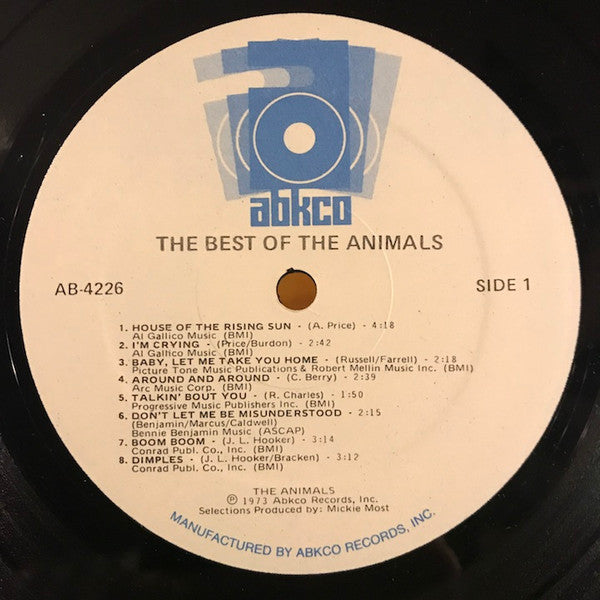 abkco
THE BEST OF THE ANIMALS
AB-4226
SIDE 1
1. HOUSE OF THE RISING SUN - (A. Price) - 4:18
Al Gallico Music (BMI)
2. I'M CRYING - (Price/Burdon) - 2:42
Al Gallico Music (BMI)
3. BABY, LET ME TAKE YOU HOME - (Russell/Farrell) - 2:18
Picture Tone Music Publications & Robert Mellin Music Inc. (BMI)
4. AROUND AND AROUND - (C. Berry) - 2:39
Arc Music Corp. (BMI)
5. TALKIN' BOUT YOU - (R. Charles) - 1:50
Progressive Music Publishers Inc. (BMI)
6. DON'T LET ME BE MISUNDERSTOOD - 2:15
(Benjamin/Marcus/Caldwell)
Bennie Benjamin Music (ASCAP)
7. BOOM BOOM - (J. L. Hooker) - 3:14
Conrad Publ. Co., Inc. (BMI)
8. DIMPLES - (J. L. Hooker/Bracken) - 3:12
Conrad Publ. Co., Inc. (BMI)
THE ANIMALS
℗ 1973 Abkco Records, Inc.
Selections Produced by: Mickie Most
MANUFACTURED BY ABKCO RECORDS, INC.